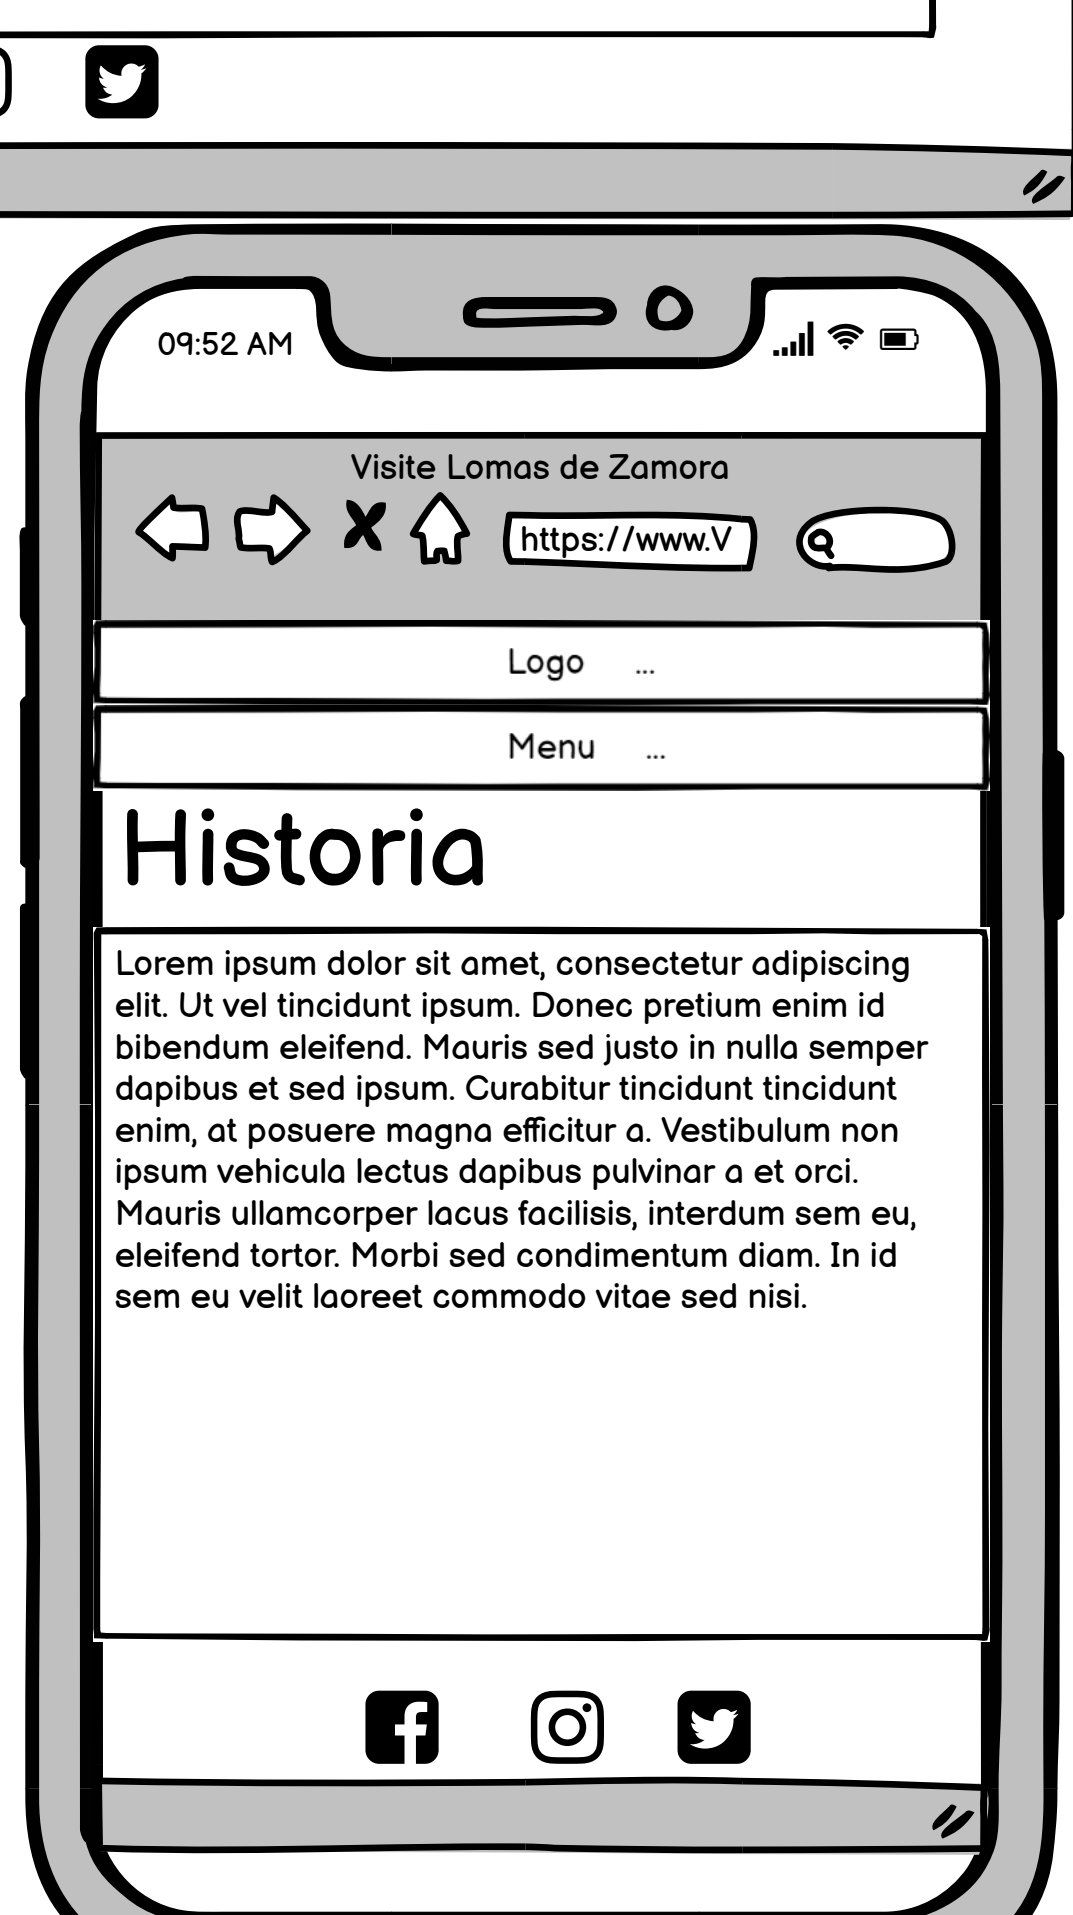 09:52 AM
Visite Lomas de Zamora
https://www.V
Logo ...
Menu ...
Historia
Lorem ipsum dolor sit amet, consectetur adipiscing
elit. Ut vel tincidunt ipsum. Donec pretium enim id
bibendum eleifend. Mauris sed justo in nulla semper
dapibus et sed ipsum. Curabitur tincidunt tincidunt
enim, at posuere magna efficitur a. Vestibulum non
ipsum vehicula lectus dapibus pulvinar a et orci.
Mauris ullamcorper lacus facilisis, interdum sem eu,
eleifend tortor. Morbi sed condimentum diam. In id
sem eu velit laoreet commodo vitae sed nisi.